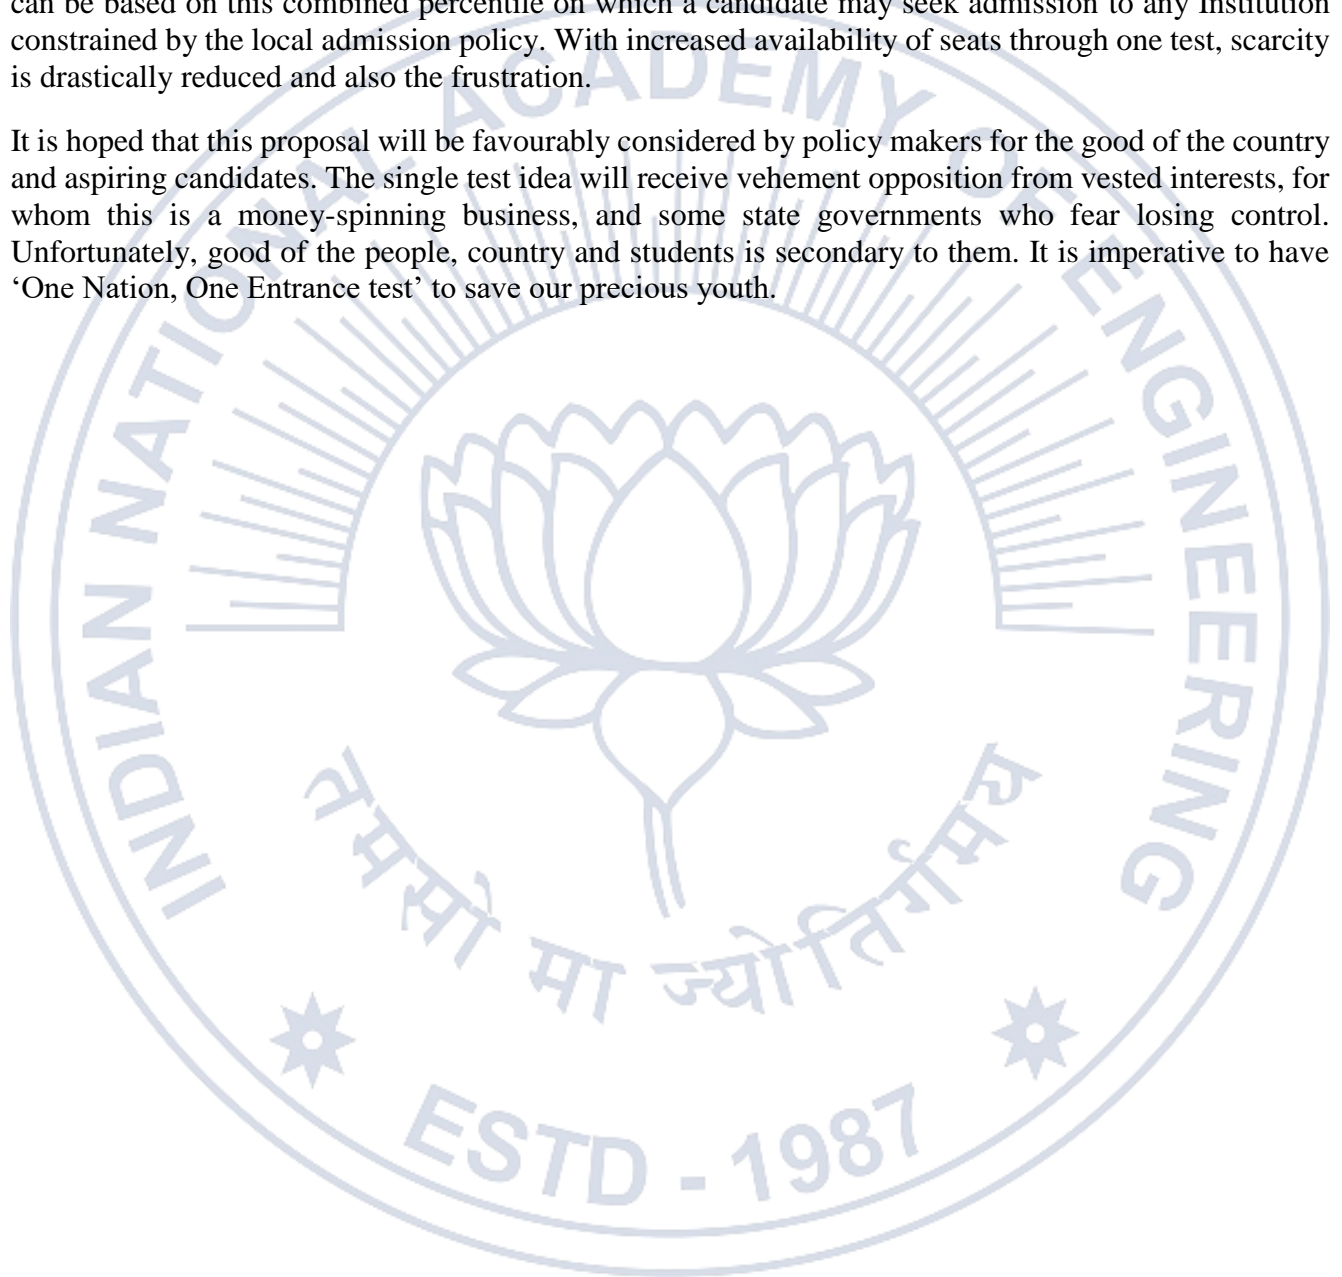 can be based on this combined percentile on which a candidate may seek admission to any Institution
constrained by the local admission policy. With increased availability of seats through one test, scarcity
is drastically reduced and also the frustration.
It is hoped that this proposal will be favourably considered by policy makers for the good of the country
and aspiring candidates. The single test idea will receive vehement opposition from vested interests, for
whom this is a money-spinning business, and some state governments who fear losing control.
Unfortunately, good of the people, country and students is secondary to them. It is imperative to have
‘One Nation, One Entrance test’ to save our precious youth.
INDIAN NATIONAL ACADEMY OF ENGINEERING
तमसो मा ज्योतिर्गमय
ESTD - 1987